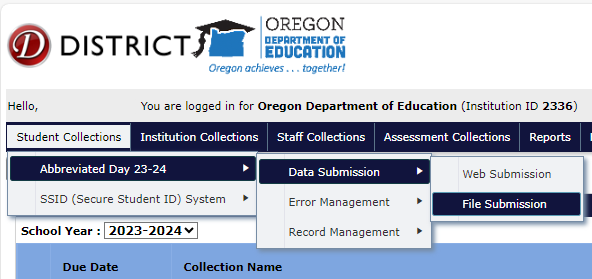 D DISTRICT
OREGON
DEPARTMENT OF
EDUCATION
Oregon achieves . . . together!
Hello, You are logged in for Oregon Department of Education (Institution ID 2336)
Student Collections Institution Collections Staff Collections Assessment Collections Reports
Abbreviated Day 23-24 Data Submission Web Submission
SSID (Secure Student ID) System Error Management File Submission
School Year : 2023-2024 Record Management
Due Date Collection Name